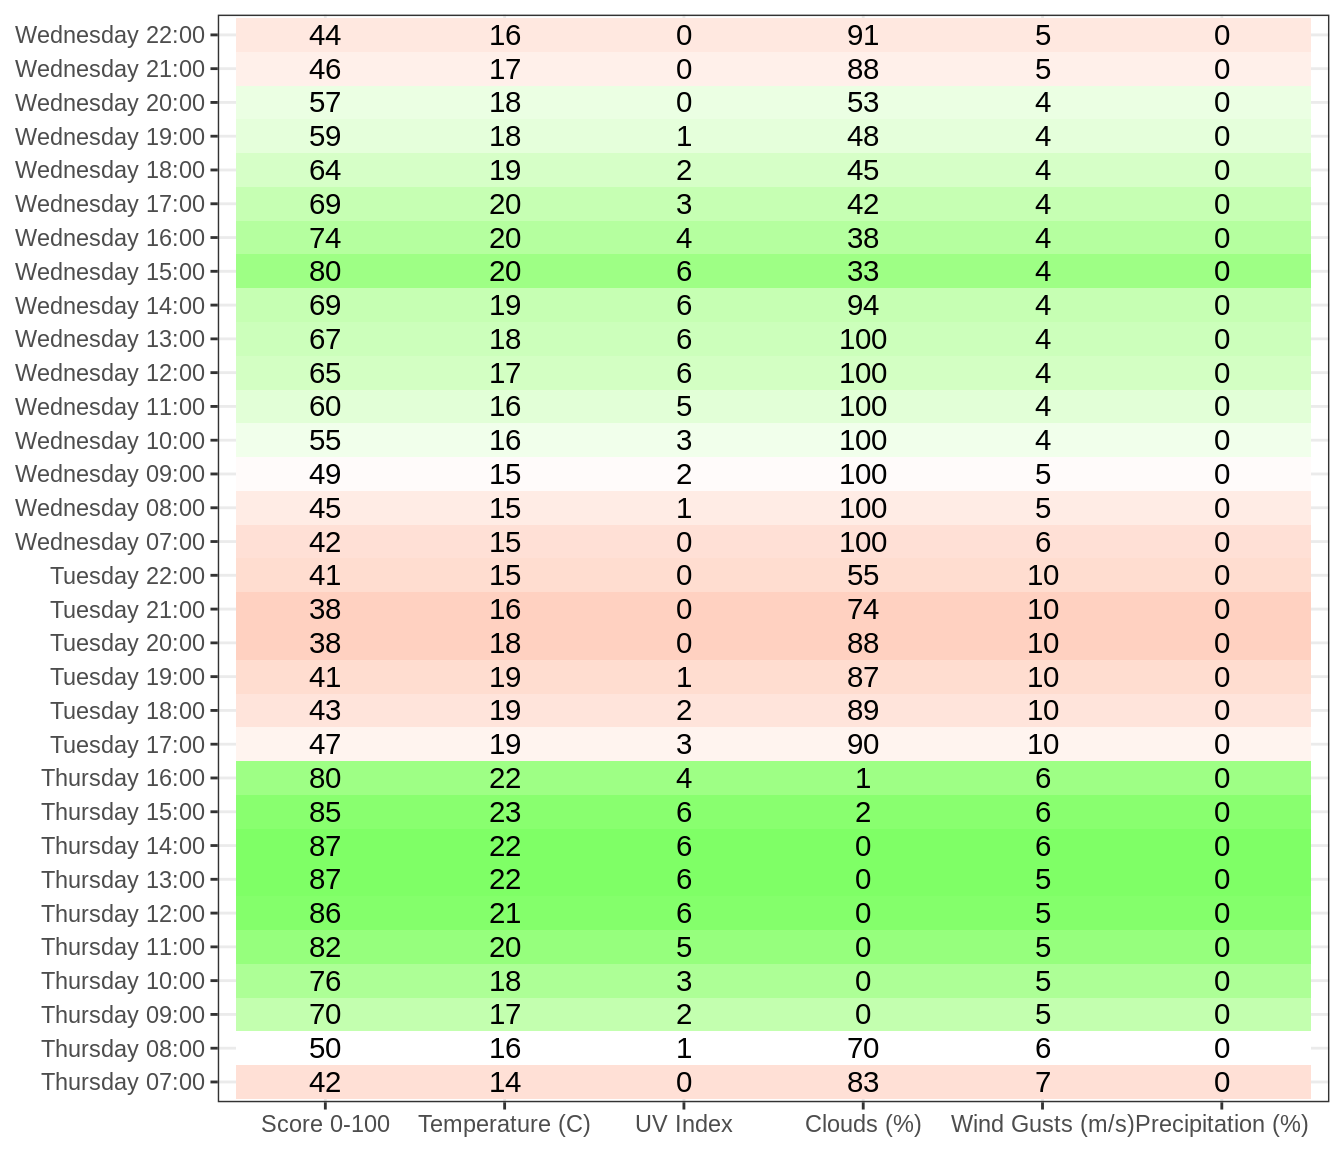 Wednesday 22:00 44 16 0 91 5 0
Wednesday 21:00 46 17 0 88 5 0
Wednesday 20:00 57 18 0 53 4 0
Wednesday 19:00 59 18 1 48 4 0
Wednesday 18:00 64 19 2 45 4 0
Wednesday 17:00 69 20 3 42 4 0
Wednesday 16:00 74 20 4 38 4 0
Wednesday 15:00 80 20 6 33 4 0
Wednesday 14:00 69 19 6 94 4 0
Wednesday 13:00 67 18 6 100 4 0
Wednesday 12:00 65 17 6 100 4 0
Wednesday 11:00 60 16 5 100 4 0
Wednesday 10:00 55 16 3 100 4 0
Wednesday 09:00 49 15 2 100 5 0
Wednesday 08:00 45 15 1 100 5 0
Wednesday 07:00 42 15 0 100 6 0
Tuesday 22:00 41 15 0 55 10 0
Tuesday 21:00 38 16 0 74 10 0
Tuesday 20:00 38 18 0 88 10 0
Tuesday 19:00 41 19 1 87 10 0
Tuesday 18:00 43 19 2 89 10 0
Tuesday 17:00 47 19 3 90 10 0
Thursday 16:00 80 22 4 1 6 0
Thursday 15:00 85 23 6 2 6 0
Thursday 14:00 87 22 6 0 6 0
Thursday 13:00 87 22 6 0 5 0
Thursday 12:00 86 21 6 0 5 0
Thursday 11:00 82 20 5 0 5 0
Thursday 10:00 76 18 3 0 5 0
Thursday 09:00 70 17 2 0 5 0
Thursday 08:00 50 16 1 70 6 0
Thursday 07:00 42 14 0 83 7 0
Score 0-100 Temperature (C) UV Index Clouds (%) Wind Gusts (m/s) Precipitation (%)